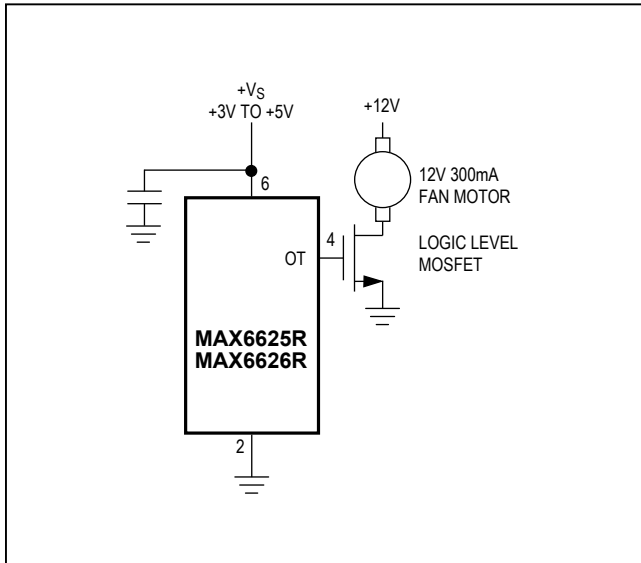 +VS
+3V TO +5V
+12V
6
12V 300mA
FAN MOTOR
4
OT
LOGIC LEVEL
MOSFET
MAX6625R
MAX6626R
2